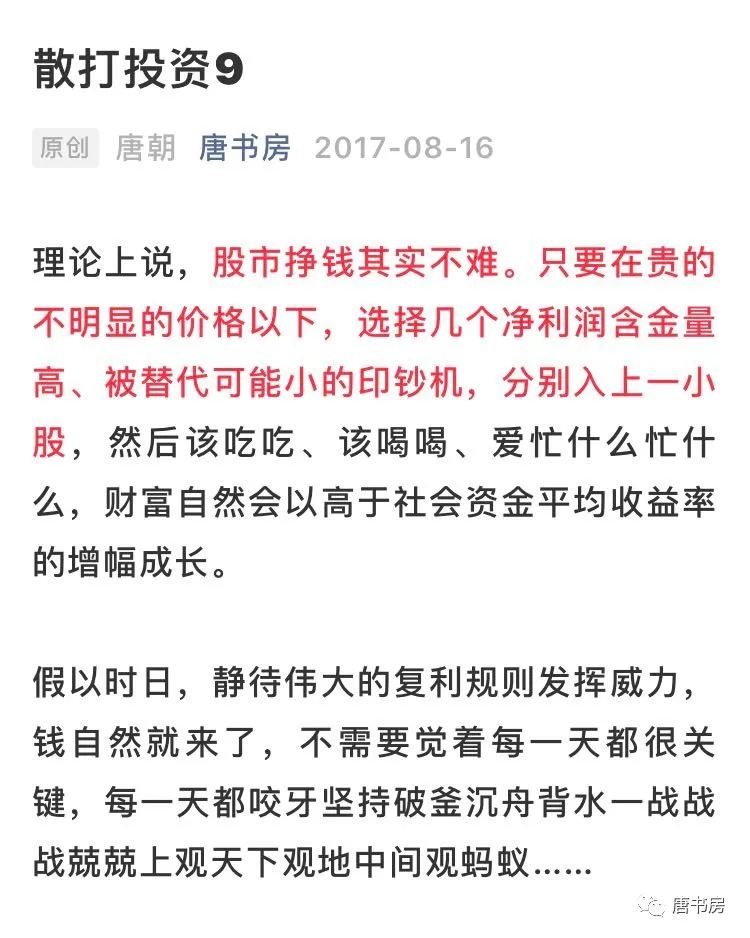 散打投资9
原创 唐朝 唐书房 2017-08-16
理论上说，股市挣钱其实不难。只要在贵的
不明显的价格以下，选择几个净利润含金量
高、被替代可能小的印钞机，分别入上一小
股，然后该吃吃、该喝喝、爱忙什么忙什
么，财富自然会以高于社会资金平均收益率
的增幅成长。
假以时日，静待伟大的复利规则发挥威力，
钱自然就来了，不需要觉着每一天都很关
键，每一天都咬牙坚持破釜沉舟背水一战战
战兢兢上观天下观地中间观蚂蚁……
唐书房